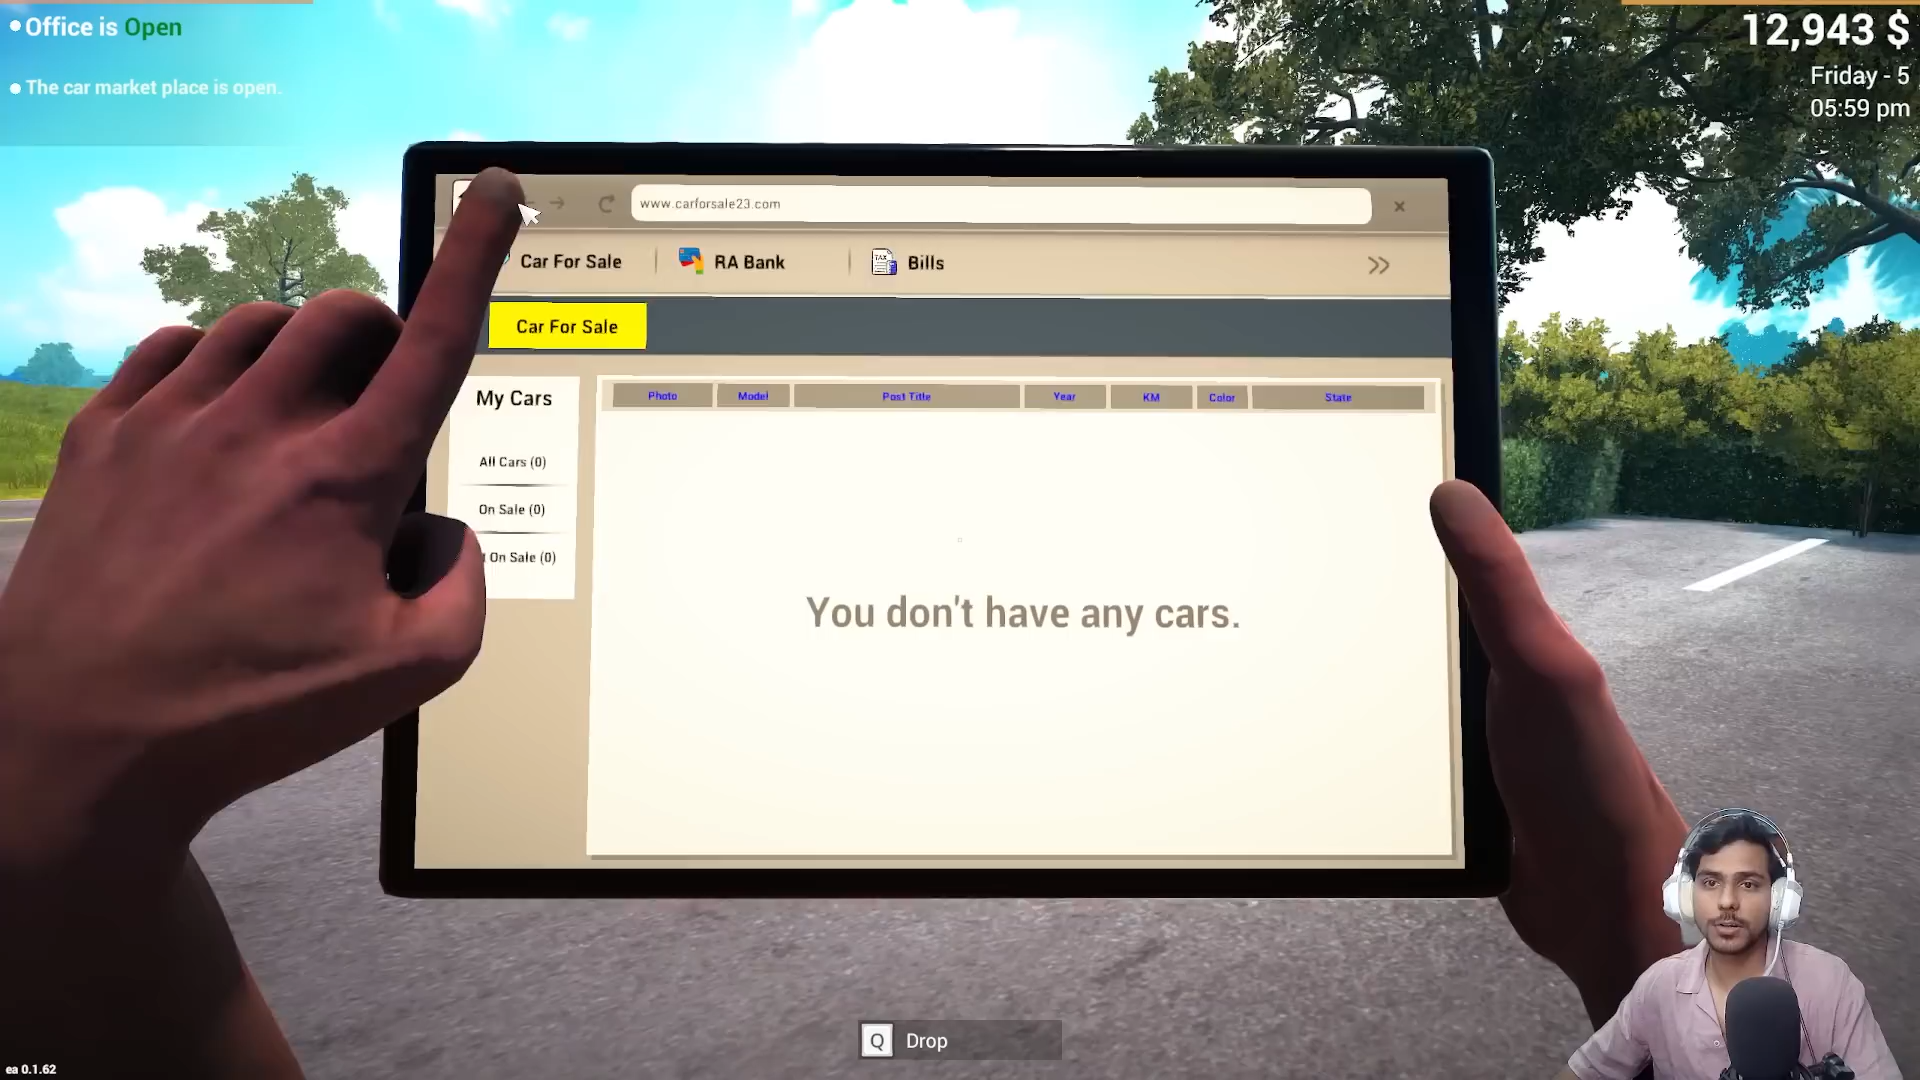 Office is Open
The car market place is open.
12,943 $
Friday - 5
05:59 pm
www.carforsale23.com
Car For Sale
RA Bank
Bills
Car For Sale
My Cars
All Cars (0)
On Sale (0)
On Sale (0)
Photo
Model
Post Title
Year
KM
Color
State
You don't have any cars.
Q Drop
ea 0.1.62